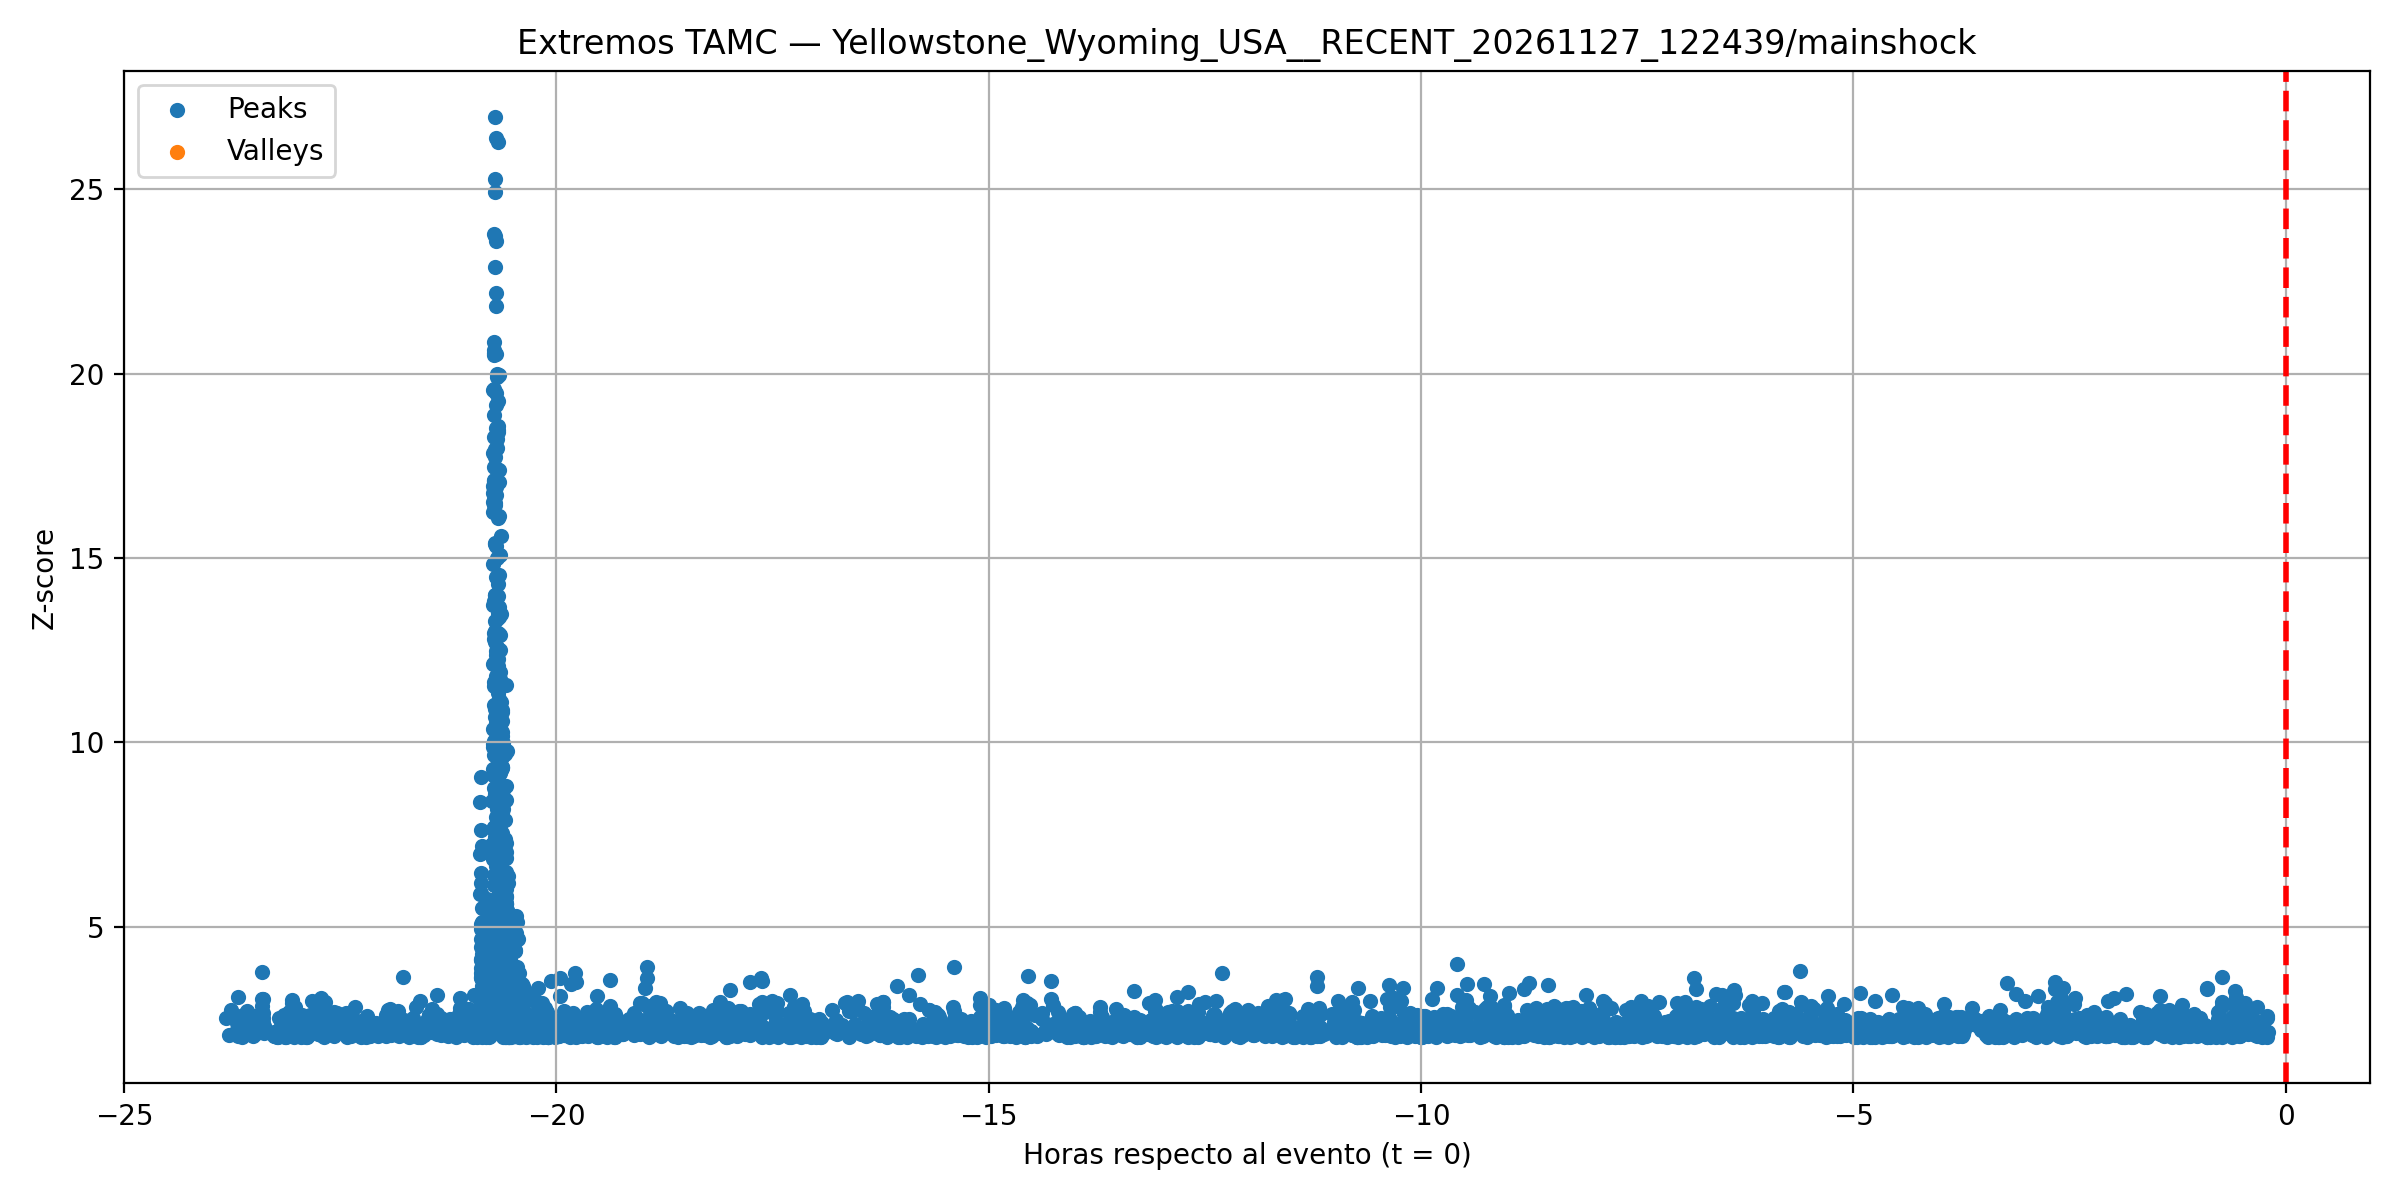 Extremos TAMC — Yellowstone_Wyoming_USA__RECENT_20261127_122439/mainshock
Peaks
Valleys
25
20
15
10
5
Z-score
−25
−20
−15
−10
−5
0
Horas respecto al evento (t = 0)